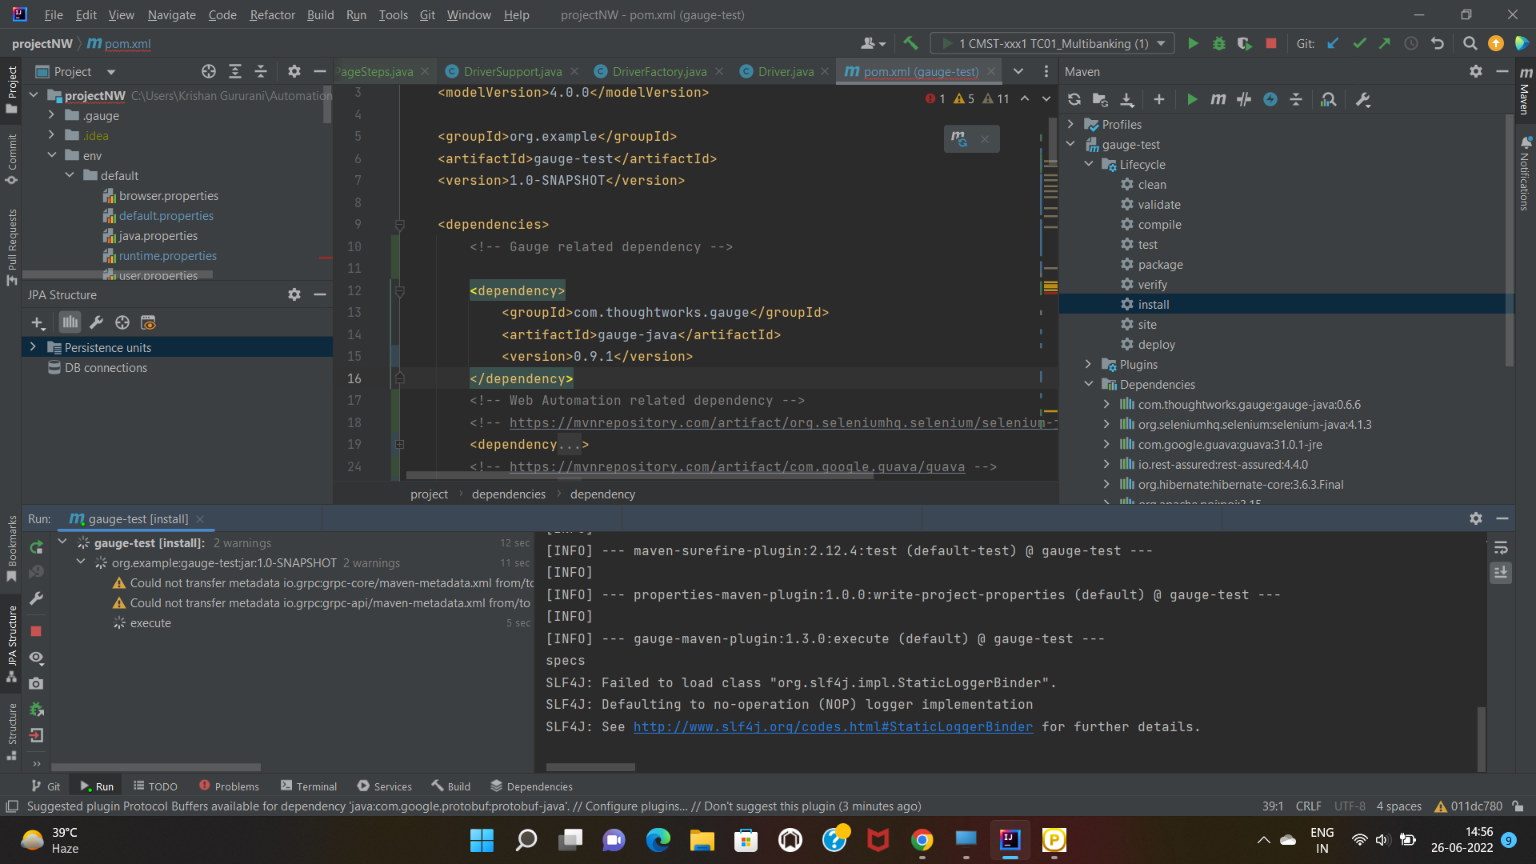 File Edit View Navigate Code Refactor Build Run Tools Git Window Help projectNW - pom.xml (gauge-test)
projectNW pom.xml
1 CMST-xxx1 TC01_Multibanking (1)
Git:
Project
PageSteps.java DriverSupport.java DriverFactory.java Driver.java pom.xml (gauge-test)
Maven
projectNW C:\Users\Krishan Gururani\Automation
.gauge
.idea
env
default
browser.properties
default.properties
java.properties
runtime.properties
user.properties
JPA Structure
Persistence units
DB connections
1 5 11
3 <modelVersion>4.0.0</modelVersion>
4
5 <groupId>org.example</groupId>
6 <artifactId>gauge-test</artifactId>
7 <version>1.0-SNAPSHOT</version>
8
9 <dependencies>
10 <!-- Gauge related dependency -->
11
12 <dependency>
13 <groupId>com.thoughtworks.gauge</groupId>
14 <artifactId>gauge-java</artifactId>
15 <version>0.9.1</version>
16 </dependency>
17 <!-- Web Automation related dependency -->
18 <!-- https://mvnrepository.com/artifact/org.seleniumhq.selenium/selenium-
19 <dependency...>
24 <!-- https://mvnrepository.com/artifact/com.google.guava/guava -->
project dependencies dependency
Profiles
gauge-test
Lifecycle
clean
validate
compile
test
package
verify
install
site
deploy
Plugins
Dependencies
com.thoughtworks.gauge:gauge-java:0.6.6
org.seleniumhq.selenium:selenium-java:4.1.3
com.google.guava:guava:31.0.1-jre
io.rest-assured:rest-assured:4.4.0
org.hibernate:hibernate-core:3.6.3.Final
org.apache.poi:poi:3.15
Project
Commit
Pull Requests
Bookmarks
JPA Structure
Structure
Maven
Notifications
Run: gauge-test [install]
gauge-test [install]: 2 warnings 12 sec
org.example:gauge-test:jar:1.0-SNAPSHOT 2 warnings 11 sec
Could not transfer metadata io.grpc:grpc-core/maven-metadata.xml from/to
Could not transfer metadata io.grpc:grpc-api/maven-metadata.xml from/to
execute 5 sec
[INFO]
[INFO] --- maven-surefire-plugin:2.12.4:test (default-test) @ gauge-test ---
[INFO]
[INFO] --- properties-maven-plugin:1.0.0:write-project-properties (default) @ gauge-test ---
[INFO]
[INFO] --- gauge-maven-plugin:1.3.0:execute (default) @ gauge-test ---
specs
SLF4J: Failed to load class "org.slf4j.impl.StaticLoggerBinder".
SLF4J: Defaulting to no-operation (NOP) logger implementation
SLF4J: See http://www.slf4j.org/codes.html#StaticLoggerBinder for further details.
Git Run TODO Problems Terminal Services Build Dependencies
Suggested plugin Protocol Buffers available for dependency 'java:com.google.protobuf:protobuf-java'. // Configure plugins... // Don't suggest this plugin (3 minutes ago)
39:1 CRLF UTF-8 4 spaces 011dc780
39°C
Haze
ENG
IN
14:56
26-06-2022
9